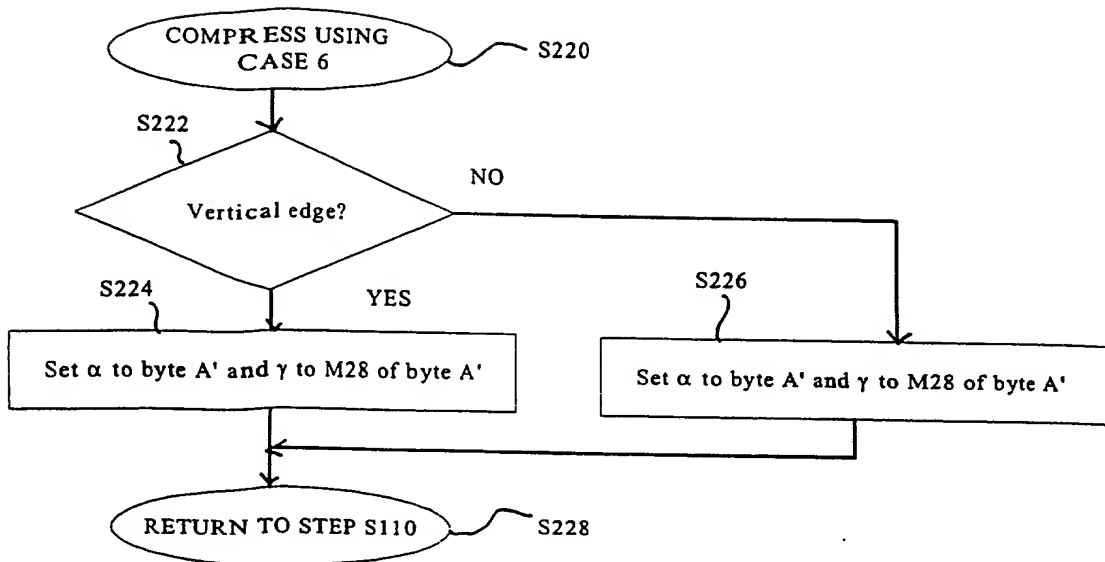 COMPRESS USING
CASE 6
S220
S222
NO
Vertical edge?
S224
YES
S226
Set α to byte A' and γ to M28 of byte A'
Set α to byte A' and γ to M28 of byte A'
RETURN TO STEP S110
S228